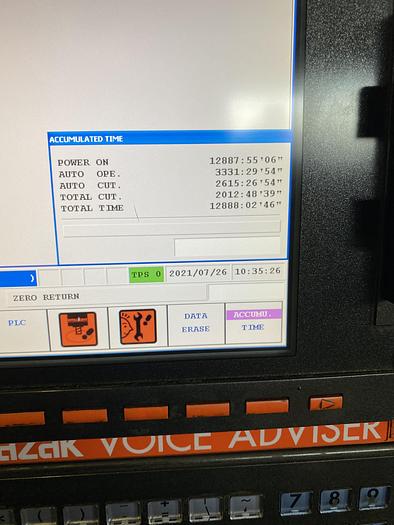 ACCUMULATED TIME
POWER ON 12887:55'06"
AUTO OPE. 3331:29'54"
AUTO CUT. 2615:26'54"
TOTAL CUT. 2012:48'39"
TOTAL TIME 12888:02'46"
) TPS 0 2021/07/26 10:35:26
ZERO RETURN
PLC DATA ERASE ACCUMU. TIME
azak VOICE ADVISER
( ) - + \ ~ 7 8 9